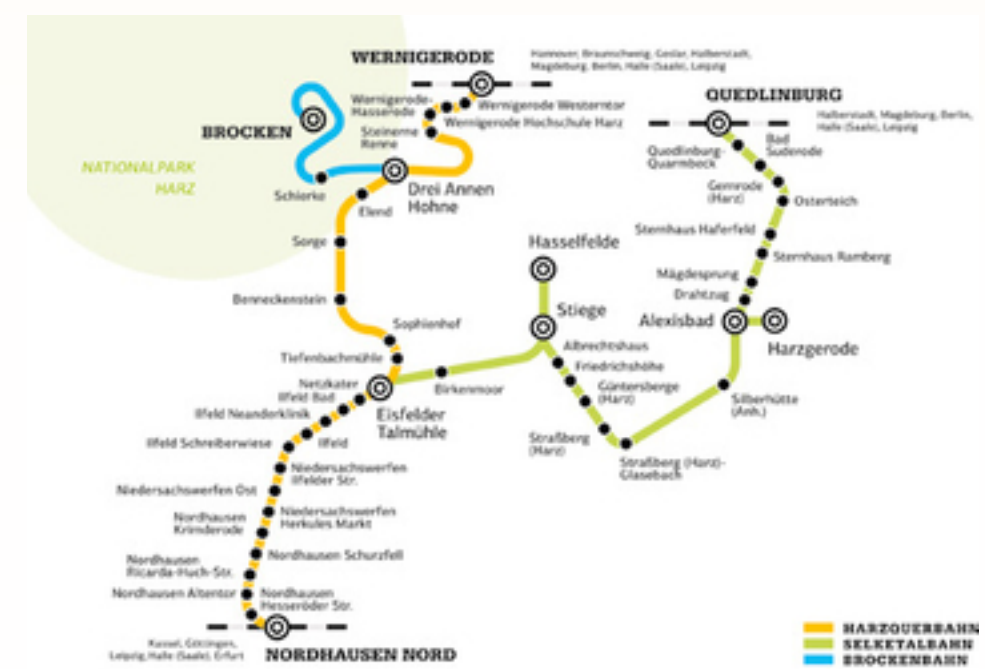 WERNIGERODE
Hannover, Braunschweig, Goslar, Halberstadt,
Magdeburg, Berlin, Halle (Saale), Leipzig
Wernigerode-
Hasserode
Wernigerode Westerntor
Wernigerode Hochschule Harz
Steinerne
Renne
BROCKEN
NATIONALPARK
HARZ
Schierke
Drei Annen
Hohne
Elend
Sorge
Benneckenstein
Sophienhof
Tiefenbachmühle
Netzkater
Ilfeld Bad
Eisfelder
Talmühle
Ilfeld Neanderklinik
Ilfeld Schreiberwiese
Ilfeld
Niedersachswerfen
Ilfelder Str.
Niedersachswerfen Ost
Niedersachswerfen
Herkules Markt
Nordhausen
Krimderode
Nordhausen Schurzfell
Nordhausen
Ricarda-Huch-Str.
Nordhausen Altentor
Nordhausen
Hesseröder Str.
Kassel, Göttingen,
Leipzig, Halle (Saale), Erfurt
NORDHAUSEN NORD
QUEDLINBURG
Halberstadt, Magdeburg, Berlin,
Halle (Saale), Leipzig
Quedlinburg-
Quarmbeck
Bad
Suderode
Gernrode
(Harz)
Osterteich
Sternhaus Haferfeld
Sternhaus Ramberg
Mägdesprung
Drahtzug
Alexisbad
Harzgerode
Hasselfelde
Stiege
Albrechtshaus
Friedrichshöhe
Güntersberge
(Harz)
Birkenmoor
Straßberg
(Harz)
Straßberg (Harz)-
Glasebach
Silberhütte
(Anh.)
HARZQUERBAHN
SELKETALBAHN
BROCKENBAHN